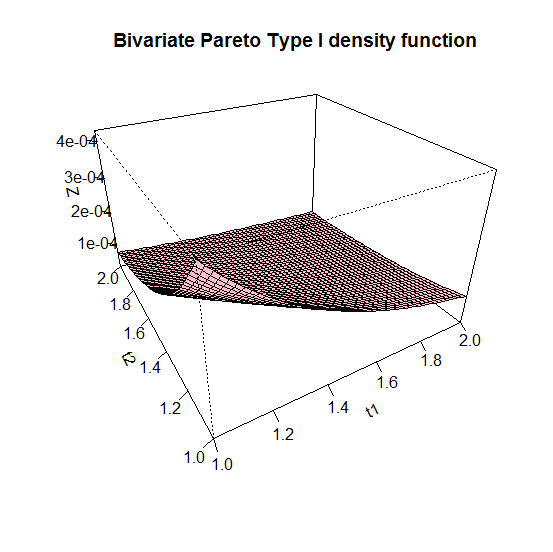 Bivariate Pareto Type I density function
4e-04
3e-04
Z
2e-04
1e-04
2.0
1.8
1.6
t2
1.4
1.2
1.0
1.0
1.2
1.4
t1
1.6
1.8
2.0